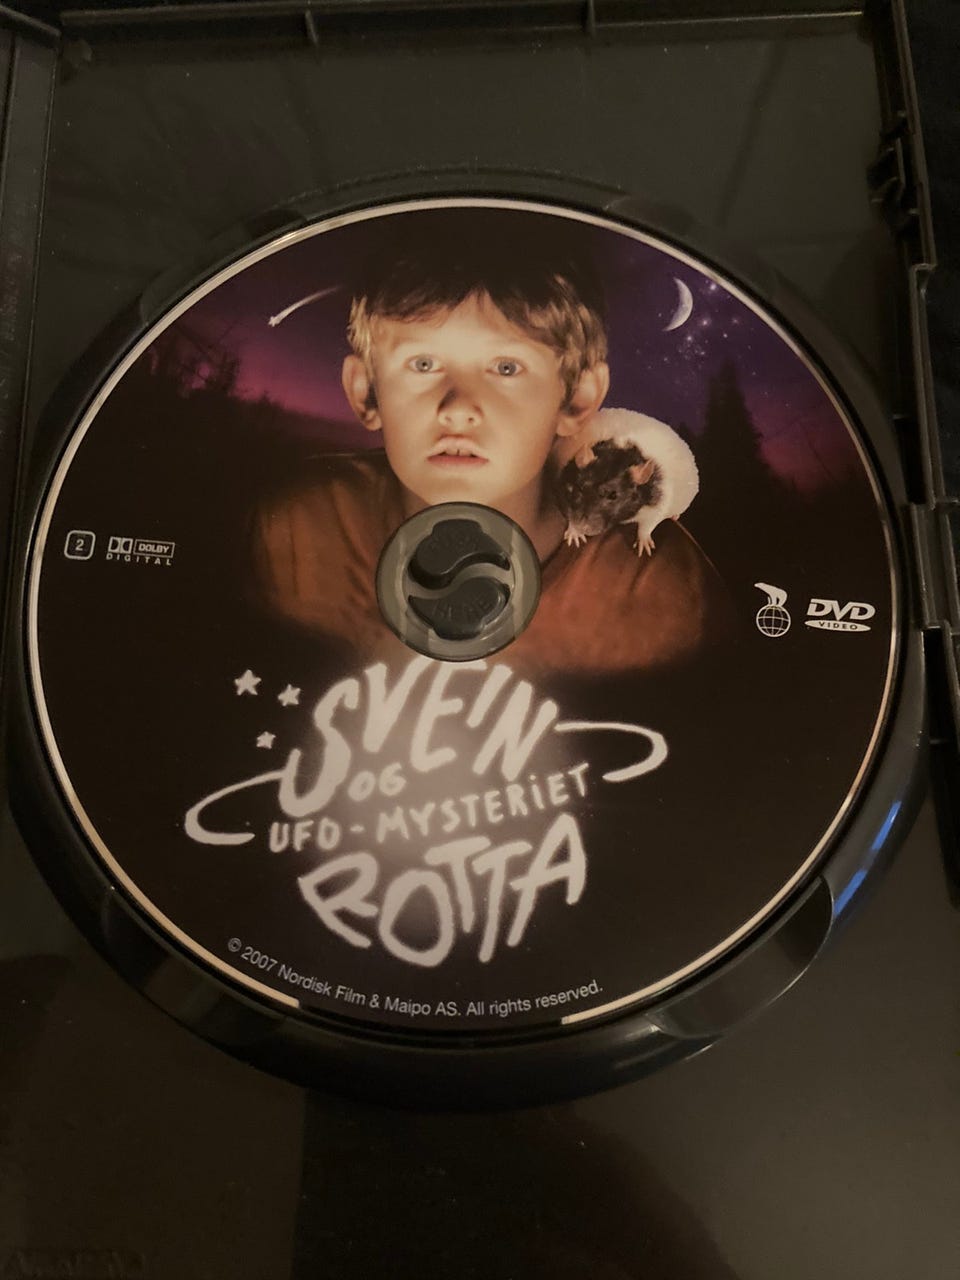 2
DOLBY
DIGITAL
DVD
VIDEO
SVEIN
OG
UFO-MYSTERiET
ROTTA
© 2007 Nordisk Film & Maipo AS. All rights reserved.